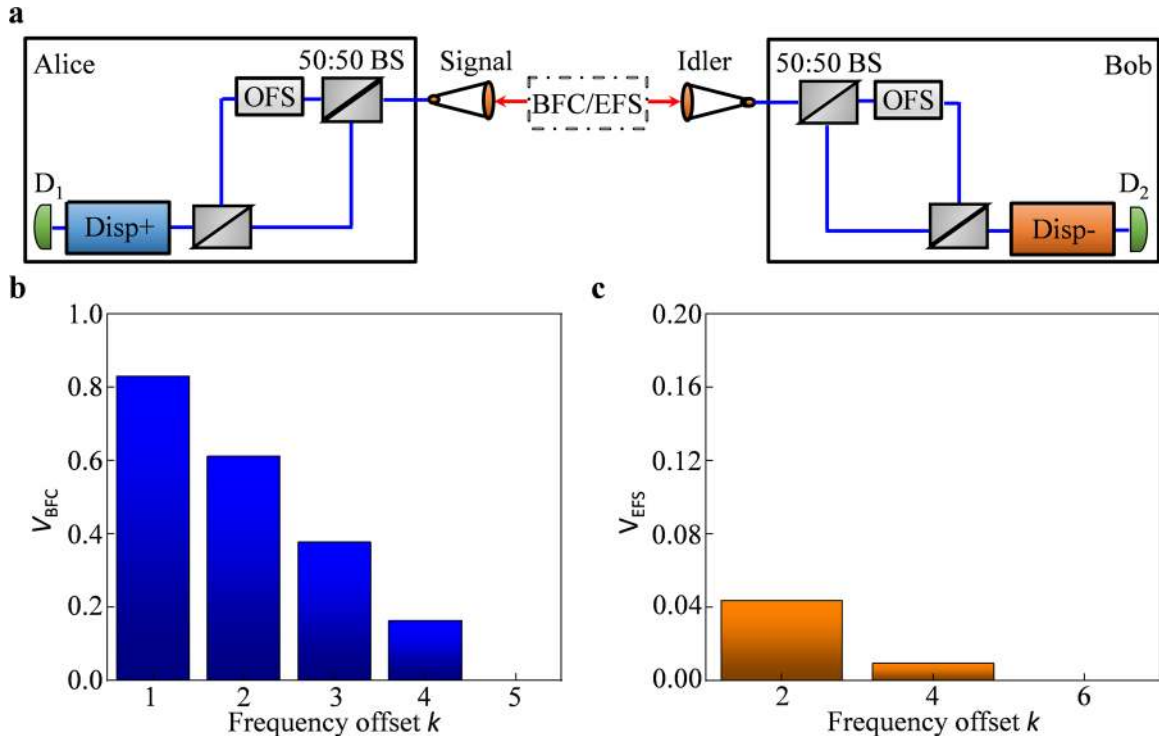 a
Alice
50:50 BS
Signal
Idler
50:50 BS
Bob
OFS
BFC/EFS
OFS
D1
D2
Disp+
Disp-
b
c
1.0
0.8
0.6
0.4
0.2
0.0
VBFC
1 2 3 4 5
Frequency offset k
0.20
0.16
0.12
0.08
0.04
0.00
VEFS
2 4 6
Frequency offset k